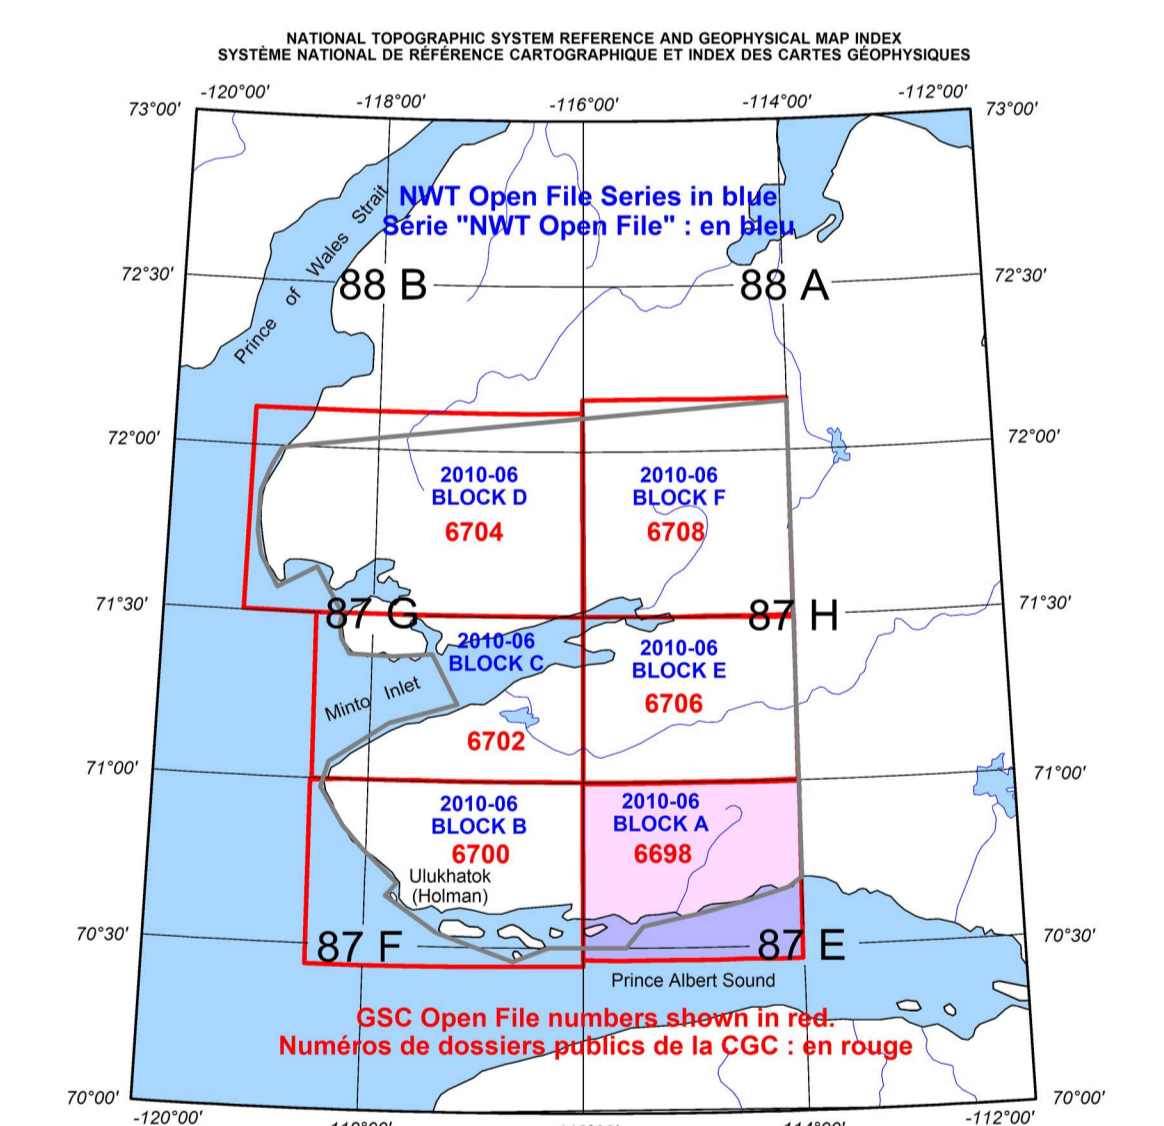 NATIONAL TOPOGRAPHIC SYSTEM REFERENCE AND GEOPHYSICAL MAP INDEX
SYSTÈME NATIONAL DE RÉFÉRENCE CARTOGRAPHIQUE ET INDEX DES CARTES GÉOPHYSIQUES
-120°00' -118°00' -116°00' -114°00' -112°00'
73°00' 73°00'
NWT Open File Series in blue
Série "NWT Open File" : en bleu
Prince of Wales Strait
72°30' 72°30'
88 B 88 A
72°00' 72°00'
2010-06 2010-06
BLOCK D BLOCK F
6704 6708
71°30' 71°30'
87 G 87 H
2010-06 2010-06
BLOCK C BLOCK E
Minto Inlet
6706
6702
71°00' 71°00'
2010-06 2010-06
BLOCK B BLOCK A
6700 6698
Ulukhatok
(Holman)
70°30' 70°30'
87 F 87 E
Prince Albert Sound
GSC Open File numbers shown in red.
Numéros de dossiers publics de la CGC : en rouge
70°00' 70°00'
-120°00' -112°00'